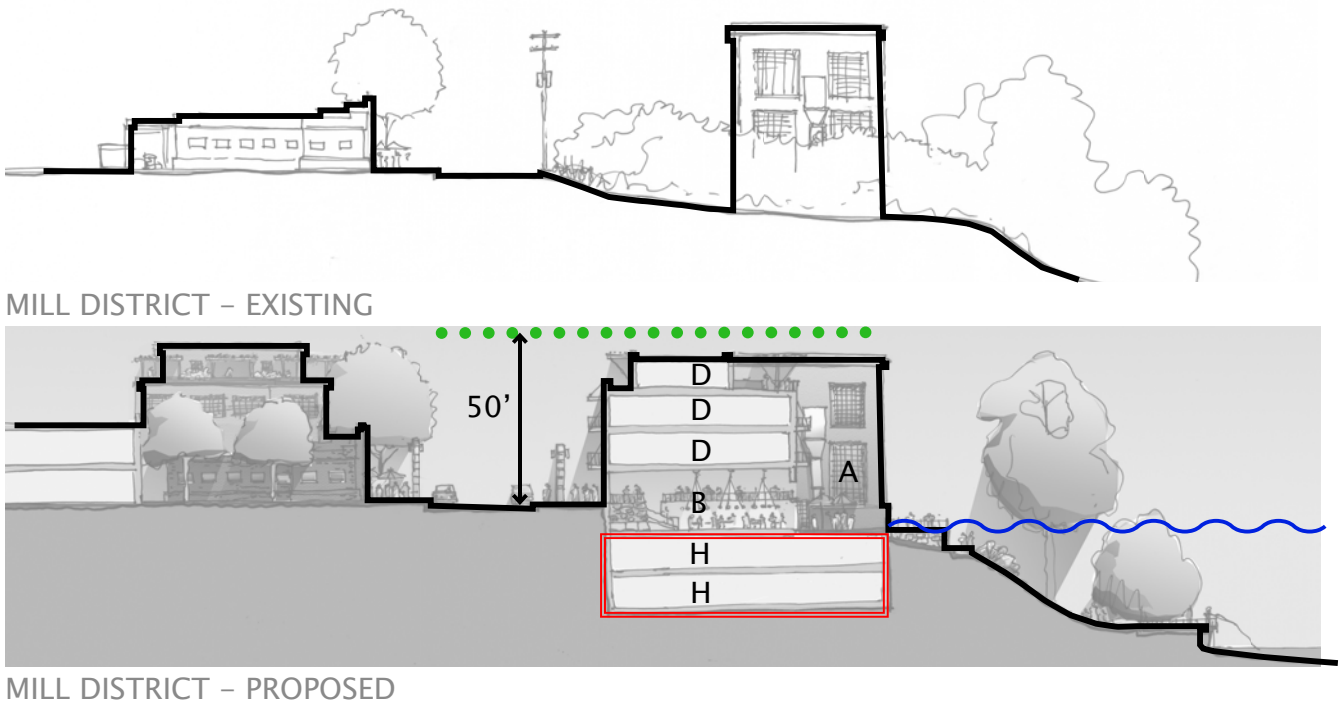 MILL DISTRICT – EXISTING
50’
D
D
D
A
B
H
H
MILL DISTRICT – PROPOSED